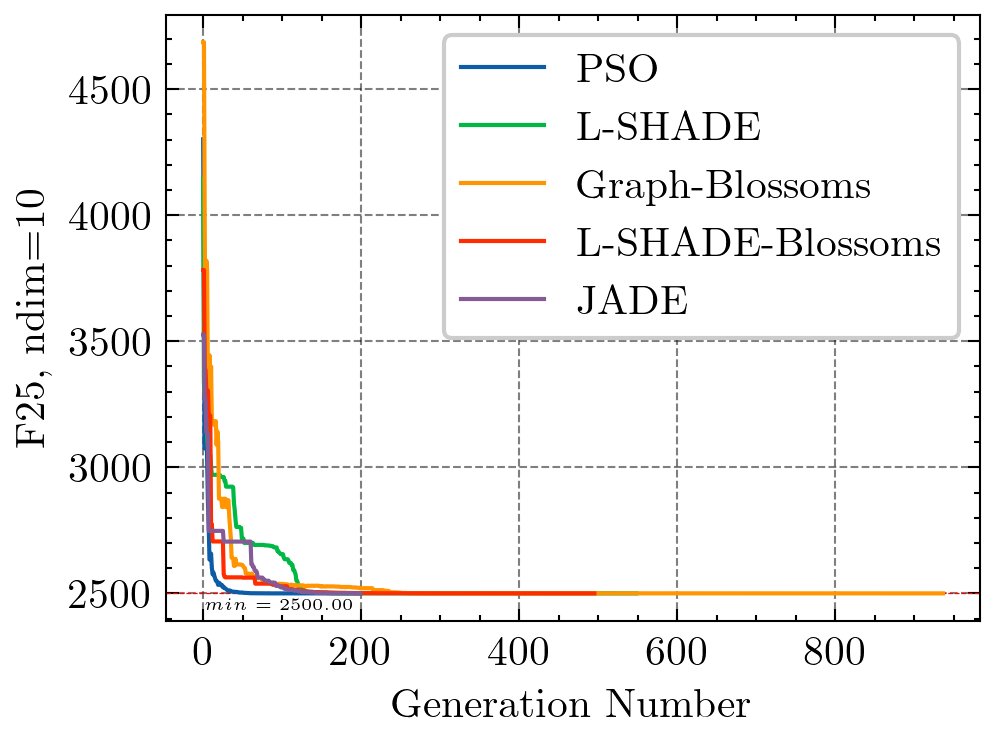 PSO
L-SHADE
Graph-Blossoms
L-SHADE-Blossoms
JADE
F25, ndim=10
4500
4000
3500
3000
2500
min = 2500.00
0 200 400 600 800
Generation Number